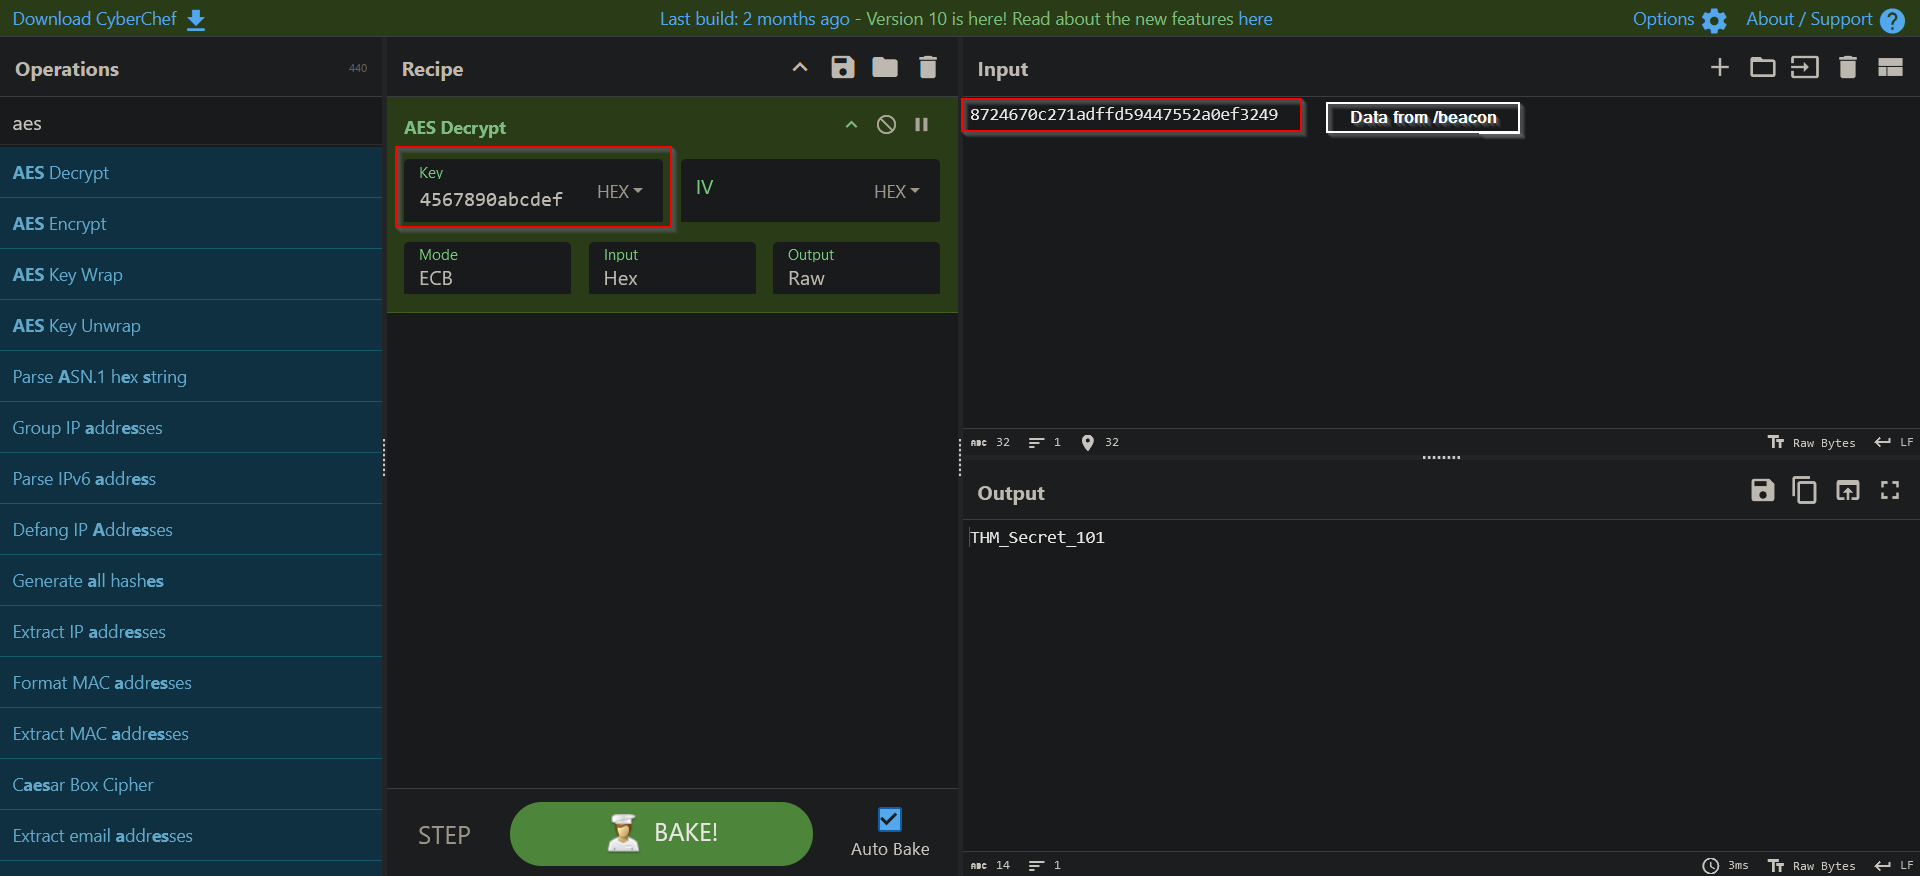 Download CyberChef
Last build: 2 months ago - Version 10 is here! Read about the new features here
Options
About / Support
Operations
440
aes
AES Decrypt
AES Encrypt
AES Key Wrap
AES Key Unwrap
Parse ASN.1 hex string
Group IP addresses
Parse IPv6 address
Defang IP Addresses
Generate all hashes
Extract IP addresses
Format MAC addresses
Extract MAC addresses
Caesar Box Cipher
Extract email addresses
Recipe
AES Decrypt
Key
4567890abcdef
HEX
IV
HEX
Mode
ECB
Input
Hex
Output
Raw
STEP
BAKE!
Auto Bake
Input
8724670c271adffd59447552a0ef3249
Data from /beacon
ABC 32
1
32
Tт Raw Bytes
LF
Output
THM_Secret_101
ABC 14
1
3ms
Tт Raw Bytes
LF